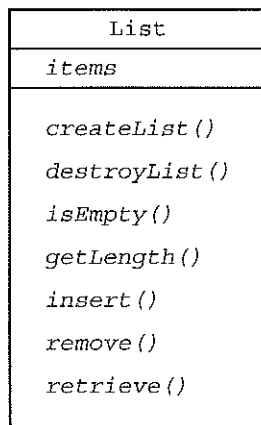 List
items
createList()
destroyList()
isEmpty()
getLength()
insert()
remove()
retrieve()